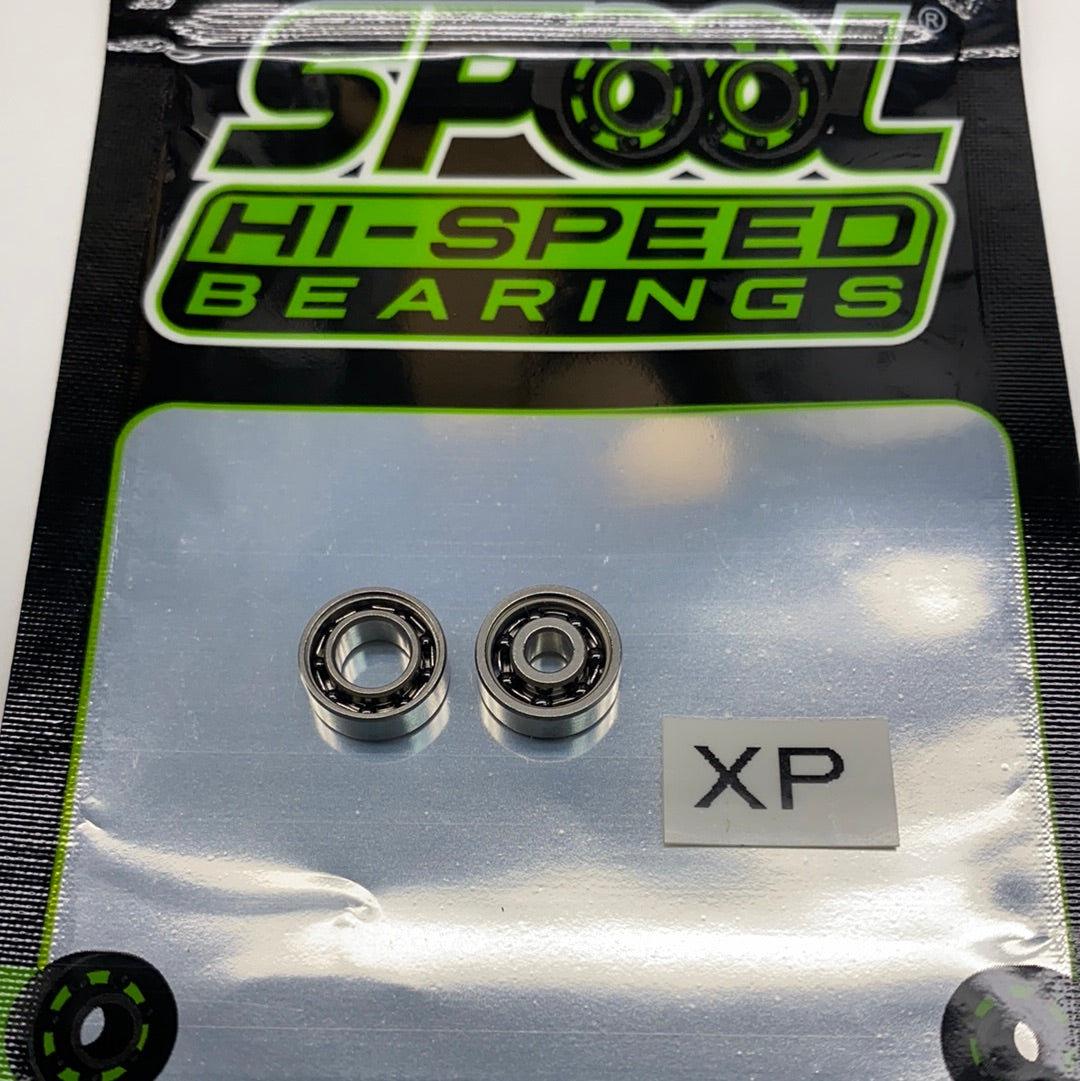 SPOOL®
HI-SPEED
BEARINGS
XP